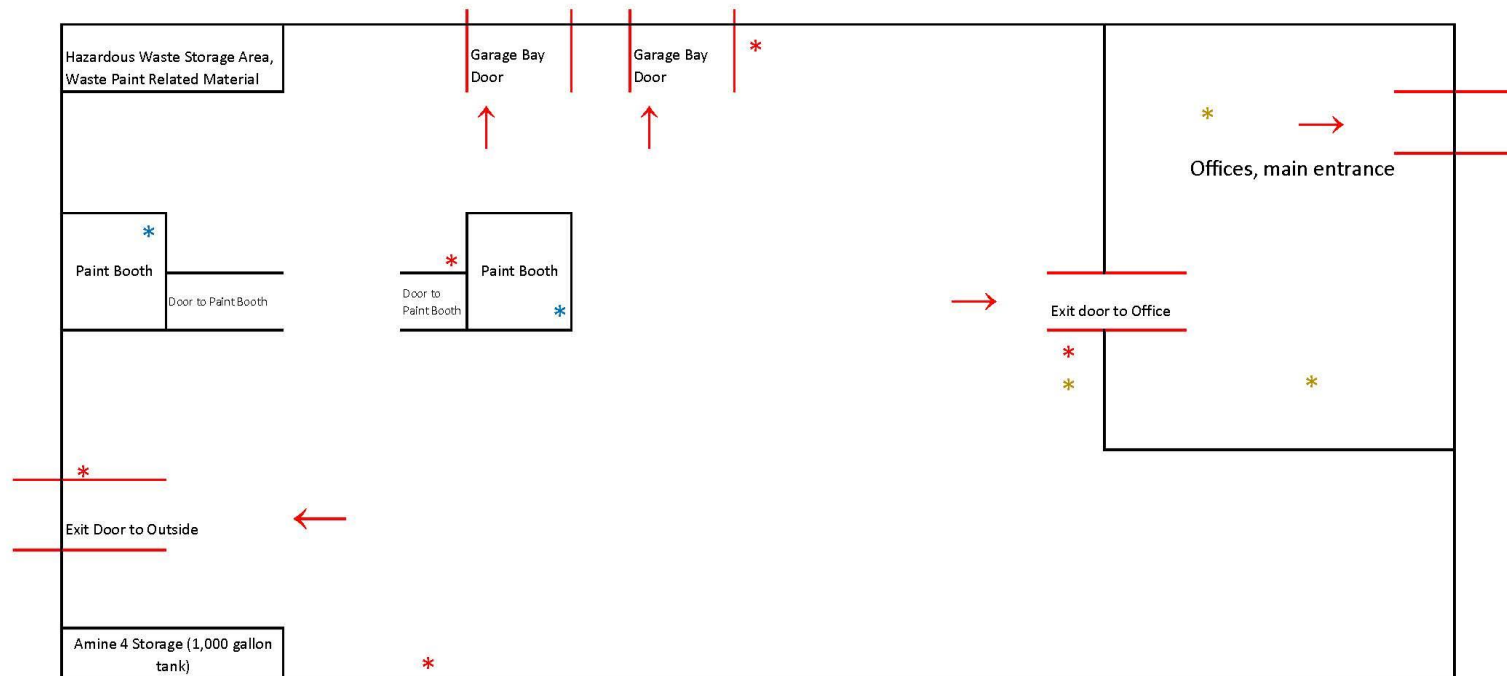 Hazardous Waste Storage Area,
Waste Paint Related Material
Garage Bay
Door
Garage Bay
Door
*
*
Offices, main entrance
*
Paint Booth
Door to Paint Booth
*
Door to
Paint Booth
Paint Booth
*
Exit door to Office
*
*
*
*
Exit Door to Outside
Amine 4 Storage (1,000 gallon
tank)
*